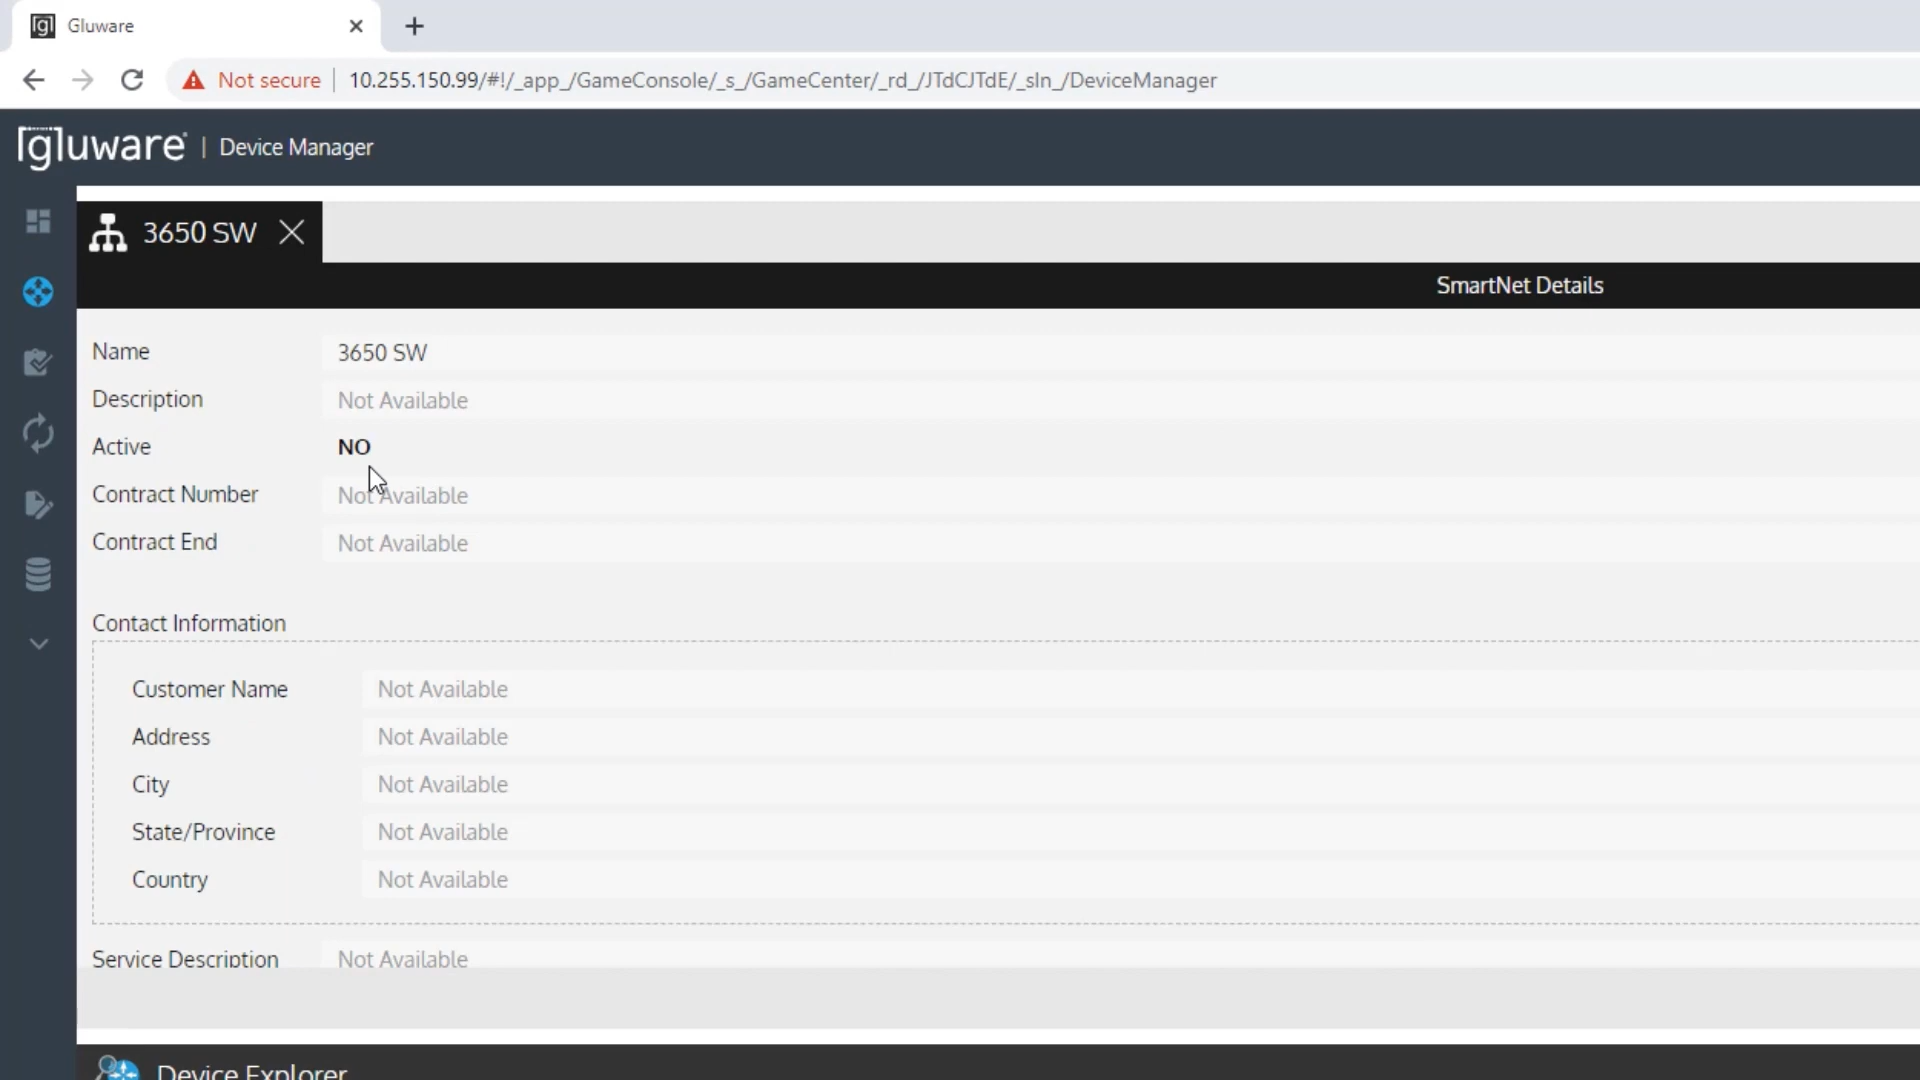 Gluware
Not secure 10.255.150.99/#!/_app_/GameConsole/_s_/GameCenter/_rd_/JTdCJTdE/_sln_/DeviceManager
gluware | Device Manager
3650 SW
SmartNet Details
Name 3650 SW
Description Not Available
Active NO
Contract Number Not Available
Contract End Not Available
Contact Information
Customer Name Not Available
Address Not Available
City Not Available
State/Province Not Available
Country Not Available
Service Description Not Available
Device Explorer